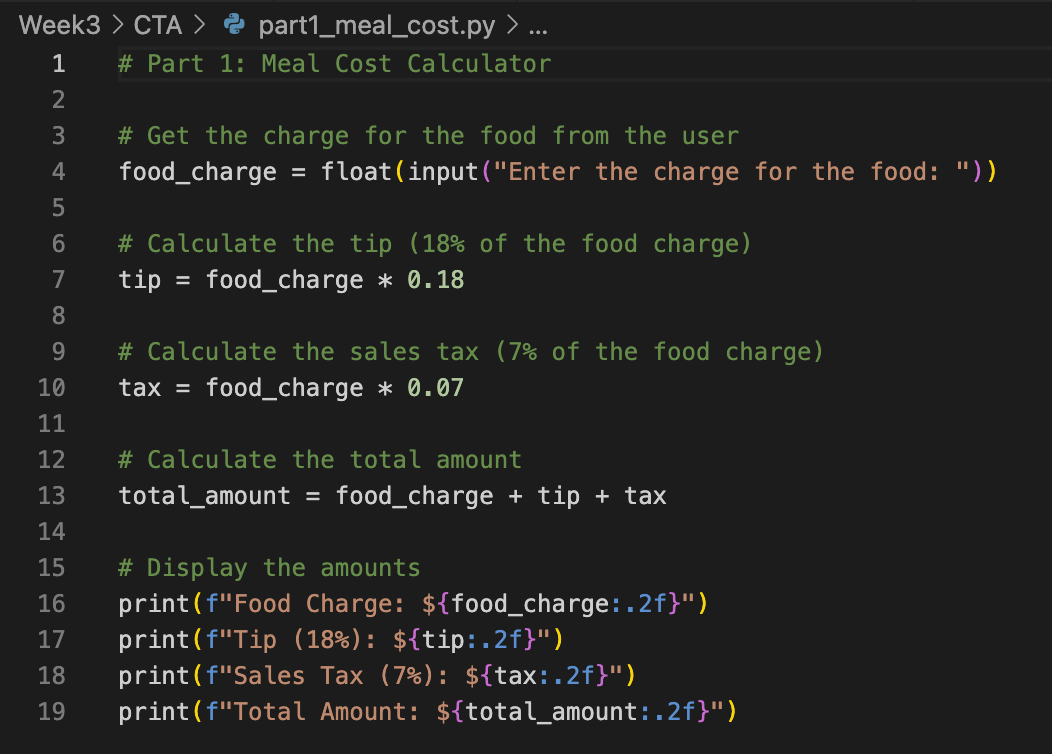 Week3 > CTA > part1_meal_cost.py > ...
1 # Part 1: Meal Cost Calculator
2
3 # Get the charge for the food from the user
4 food_charge = float(input("Enter the charge for the food: "))
5
6 # Calculate the tip (18% of the food charge)
7 tip = food_charge * 0.18
8
9 # Calculate the sales tax (7% of the food charge)
10 tax = food_charge * 0.07
11
12 # Calculate the total amount
13 total_amount = food_charge + tip + tax
14
15 # Display the amounts
16 print(f"Food Charge: ${food_charge:.2f}")
17 print(f"Tip (18%): ${tip:.2f}")
18 print(f"Sales Tax (7%): ${tax:.2f}")
19 print(f"Total Amount: ${total_amount:.2f}")